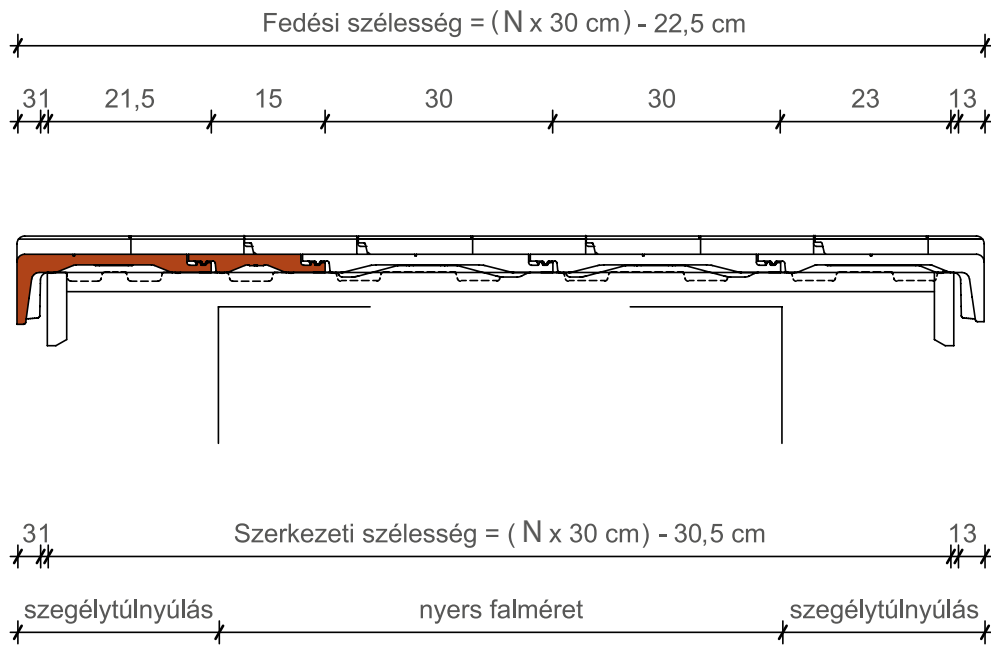 Fedési szélesség = ( N x 30 cm ) - 22,5 cm
31 21,5 15 30 30 23 13
31 Szerkezeti szélesség = ( N x 30 cm ) - 30,5 cm 13
szegélytúlnyúlás nyers falméret szegélytúlnyúlás